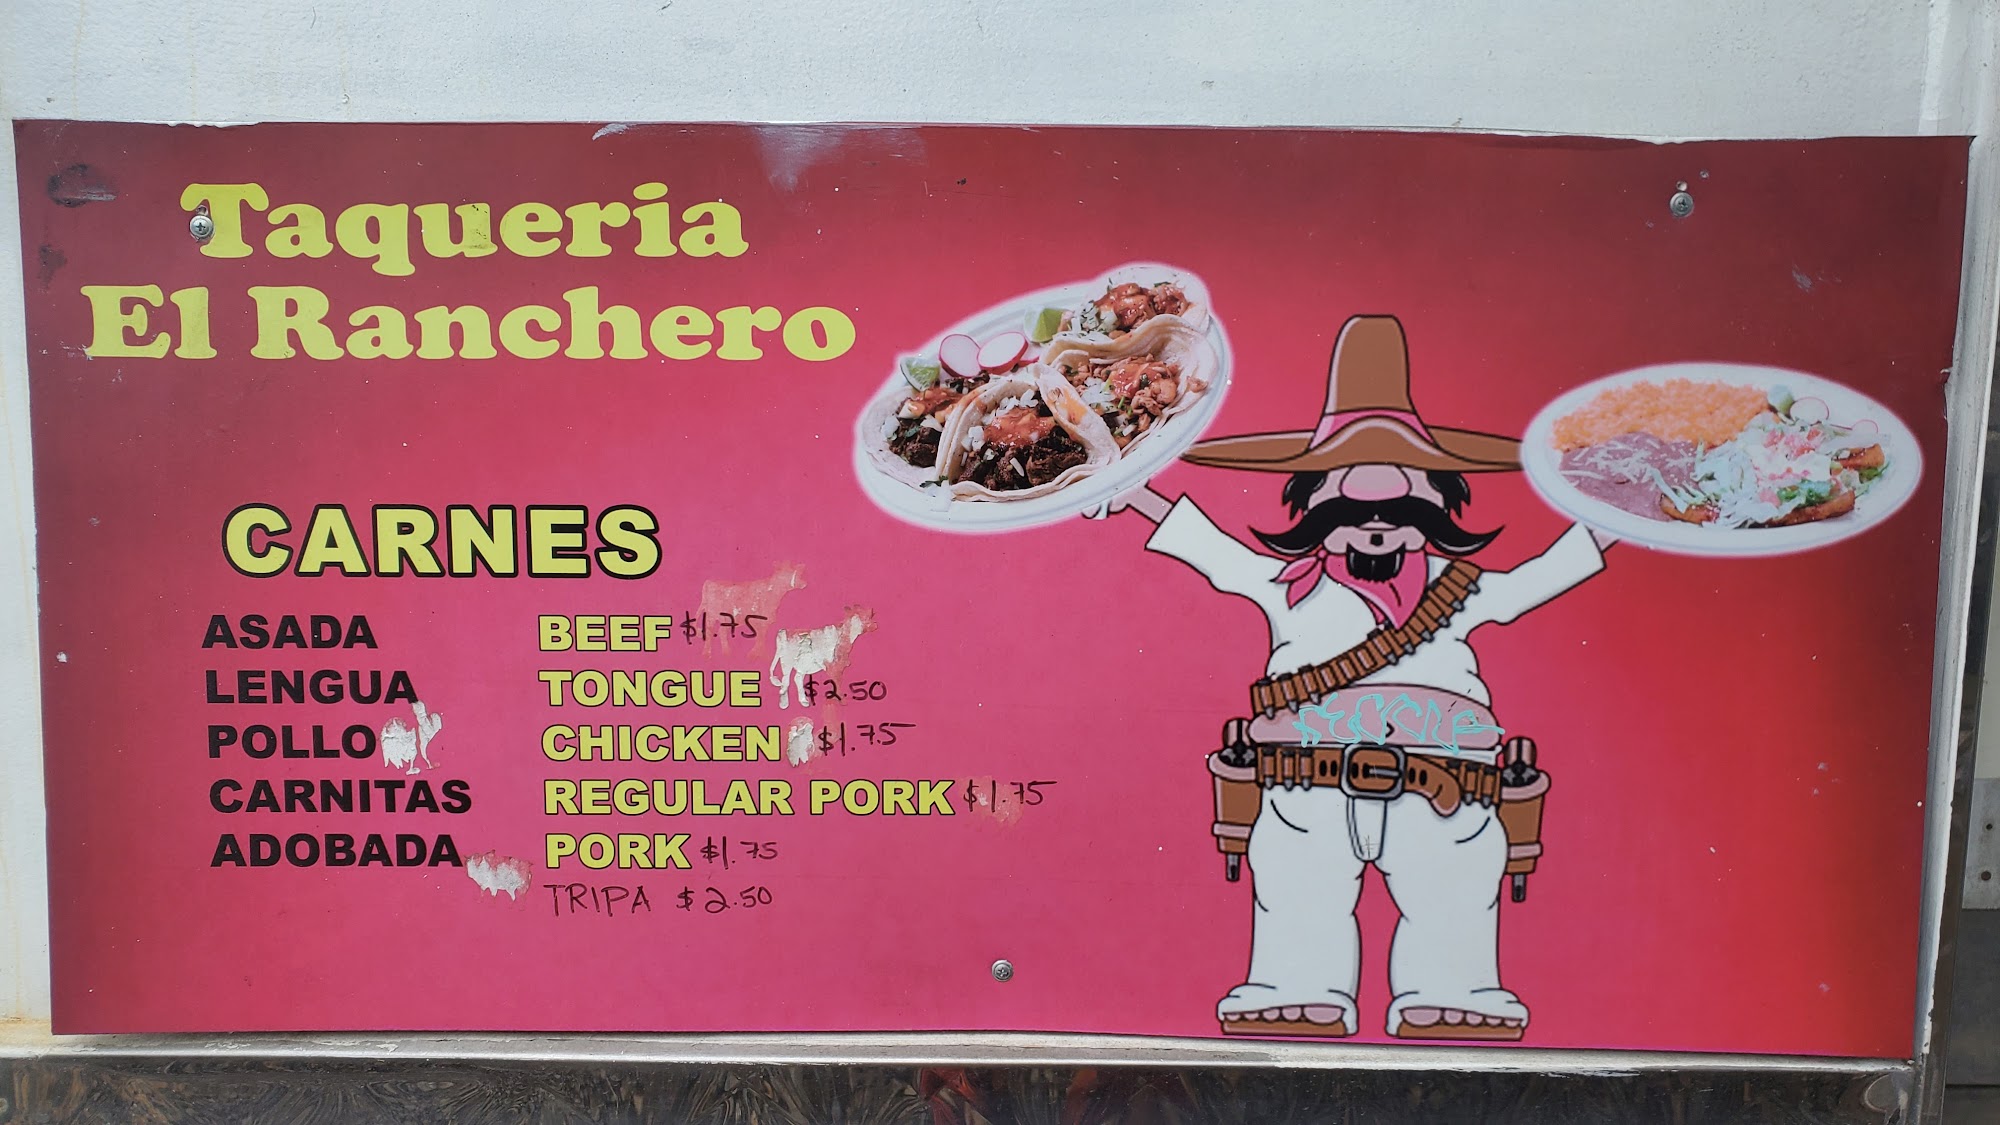 Taqueria
El Ranchero
CARNES
ASADA BEEF $1.75
LENGUA TONGUE $2.50
POLLO CHICKEN $1.75
CARNITAS REGULAR PORK $1.75
ADOBADA PORK $1.75
TRIPA $2.50